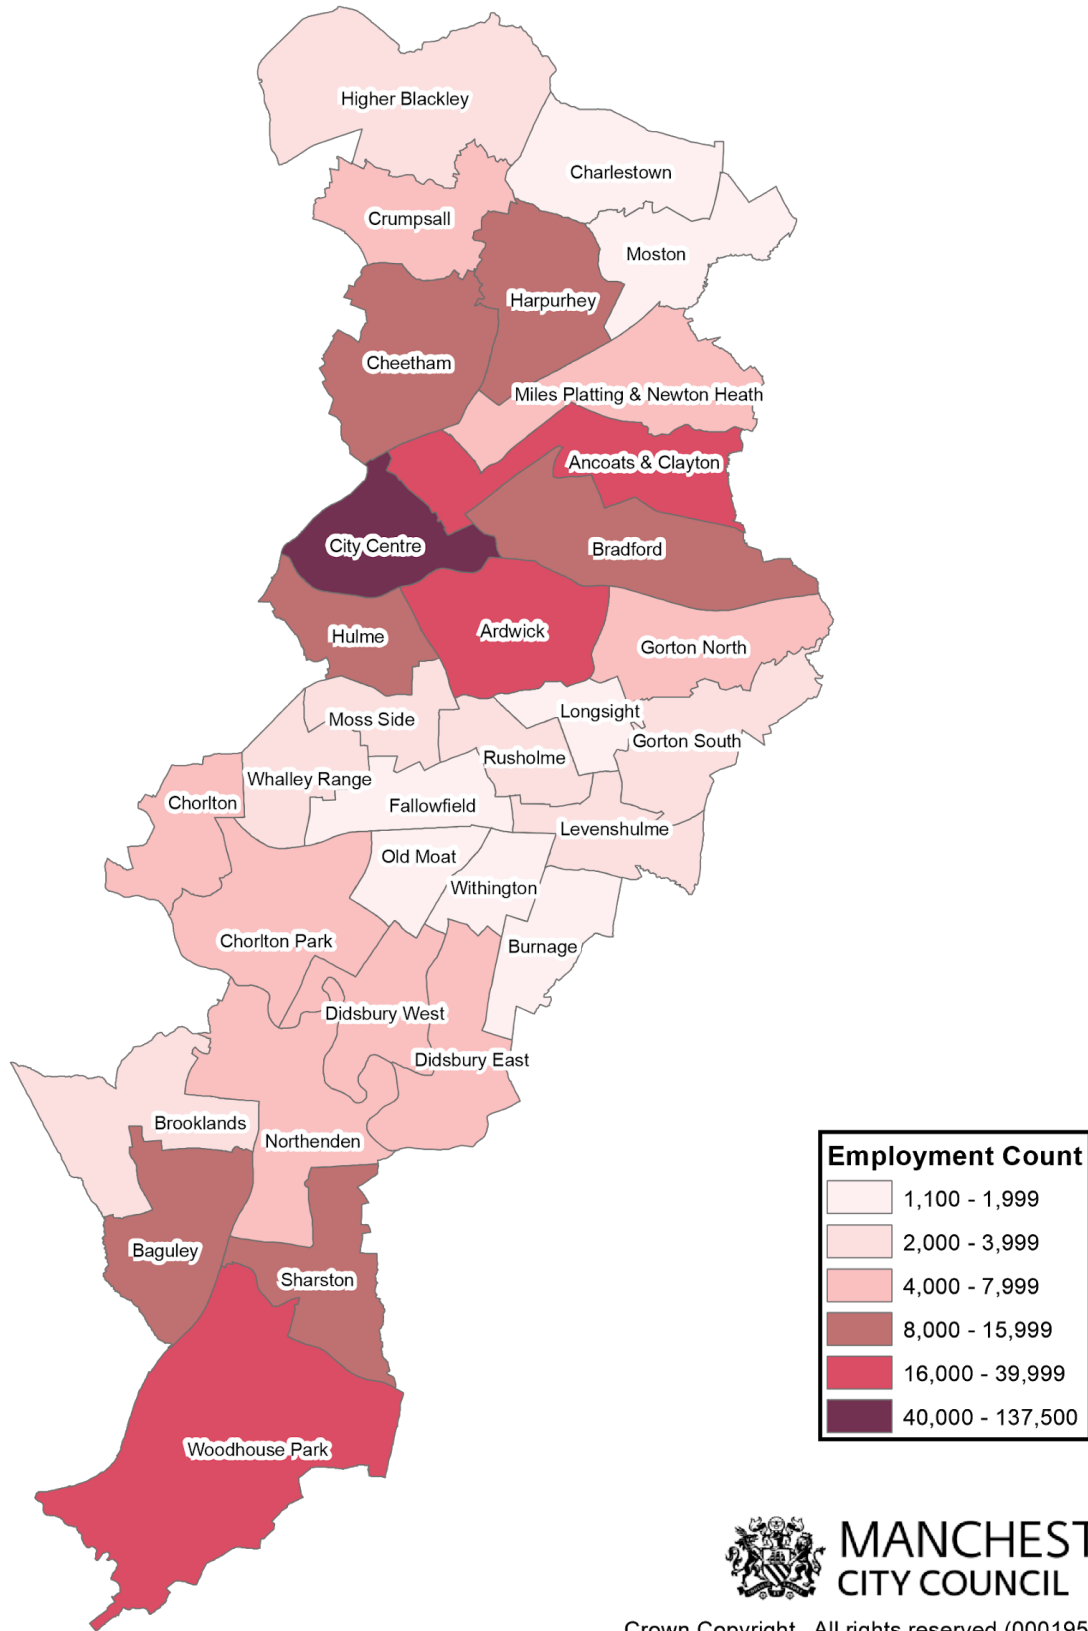 Higher Blackley
Charlestown
Crumpsall
Moston
Harpurhey
Cheetham
Miles Platting & Newton Heath
Ancoats & Clayton
City Centre
Bradford
Hulme
Ardwick
Gorton North
Longsight
Moss Side
Gorton South
Rusholme
Whalley Range
Chorlton
Fallowfield
Levenshulme
Old Moat
Withington
Chorlton Park
Burnage
Didsbury West
Didsbury East
Brooklands
Northenden
Baguley
Sharston
Woodhouse Park
Employment Count
1,100 - 1,999
2,000 - 3,999
4,000 - 7,999
8,000 - 15,999
16,000 - 39,999
40,000 - 137,500
MANCHEST
CITY COUNCIL
Crown Copyright. All rights reserved (000195